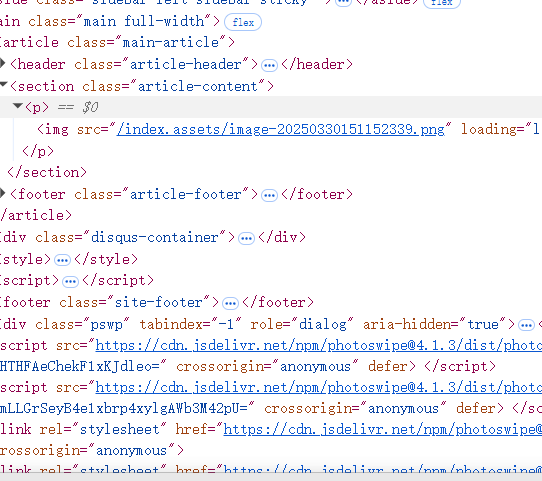 side class="sidebar left-sidebar sticky"> ⋯ </aside> flex
ain class="main full-width"> flex
article class="main-article">
▶<header class="article-header"> ⋯ </header>
▼<section class="article-content">
▼<p> == $0
<img src="/index.assets/image-20250330151152339.png" loading="l
</p>
</section>
▶<footer class="article-footer"> ⋯ </footer>
/article>
div class="disqus-container"> ⋯ </div>
style> ⋯ </style>
script> ⋯ </script>
footer class="site-footer"> ⋯ </footer>
div class="pswp" tabindex="-1" role="dialog" aria-hidden="true"> ⋯
script src="https://cdn.jsdelivr.net/npm/photoswipe@4.1.3/dist/photo
HTHFAeChekF1xKJdleo=" crossorigin="anonymous" defer> </script>
script src="https://cdn.jsdelivr.net/npm/photoswipe@4.1.3/dist/photo
mLLGrSeyB4e1xbrp4xylgAWb3M42pU=" crossorigin="anonymous" defer> </sc
link rel="stylesheet" href="https://cdn.jsdelivr.net/npm/photoswipe@
rossorigin="anonymous">
link rel="stylesheet" href="https://cdn.jsdelivr.net/npm/photoswipe@